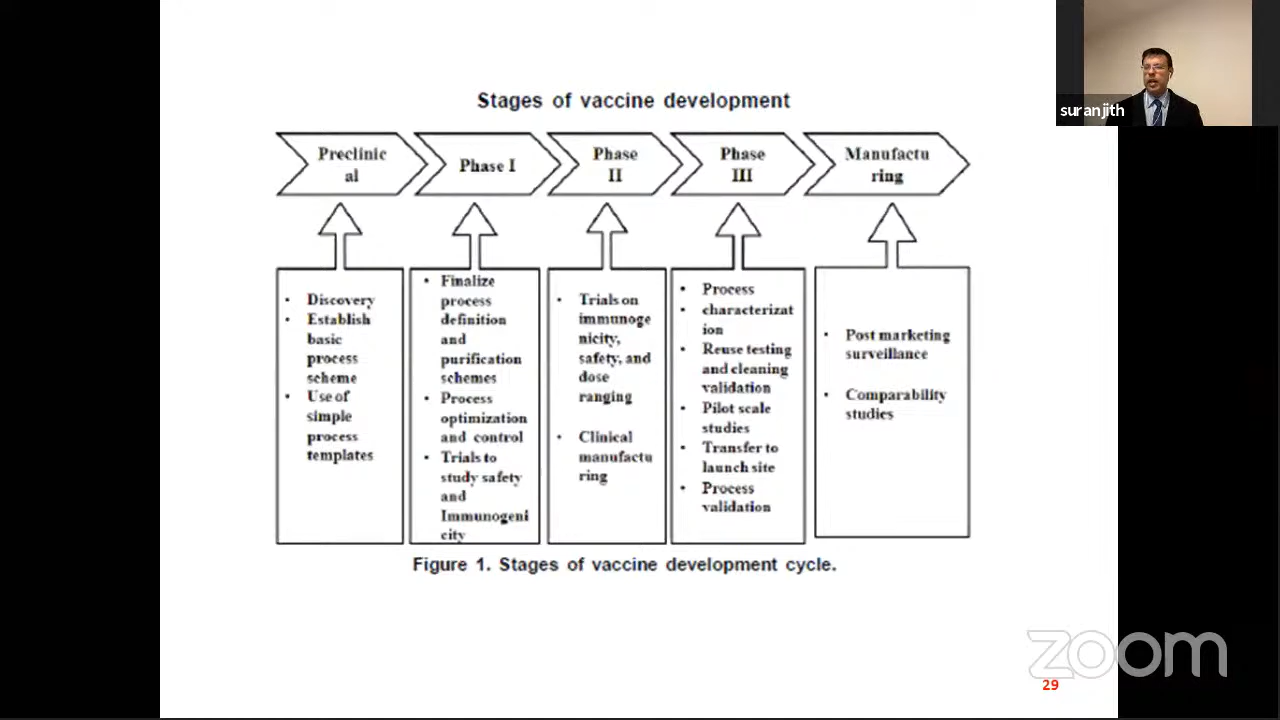 Stages of vaccine development
suranjith
Preclinic
al
Phase I
Phase
II
Phase
III
Manufactu
ring
• Discovery
• Establish
basic
process
scheme
• Use of
simple
process
templates
• Finalize
process
definition
and
purification
schemes
• Process
optimization
and control
• Trials to
study safety
and
Immunogeni
city
• Trials on
immunoge
nicity,
safety, and
dose
ranging
• Clinical
manufactu
ring
• Process
• characterizat
ion
• Reuse testing
and cleaning
validation
• Pilot scale
studies
• Transfer to
launch site
• Process
validation
• Post marketing
surveillance
• Comparability
studies
Figure 1. Stages of vaccine development cycle.
zoom
29